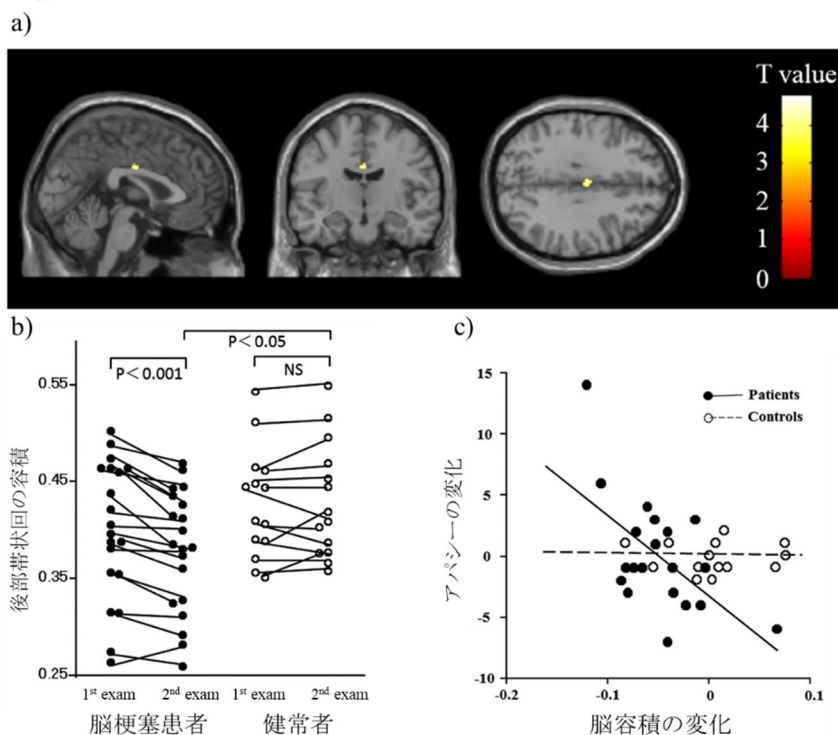 a)
T value
4
3
2
1
0
b)
P＜0.05
P＜0.001
NS
0.55
0.45
0.35
0.25
後部帯状回の容積
1st exam 2nd exam 1st exam 2nd exam
脳梗塞患者 健常者
c)
15
10
5
0
-5
-10
アパシーの変化
Patients
Controls
-0.2 -0.1 0 0.1
脳容積の変化